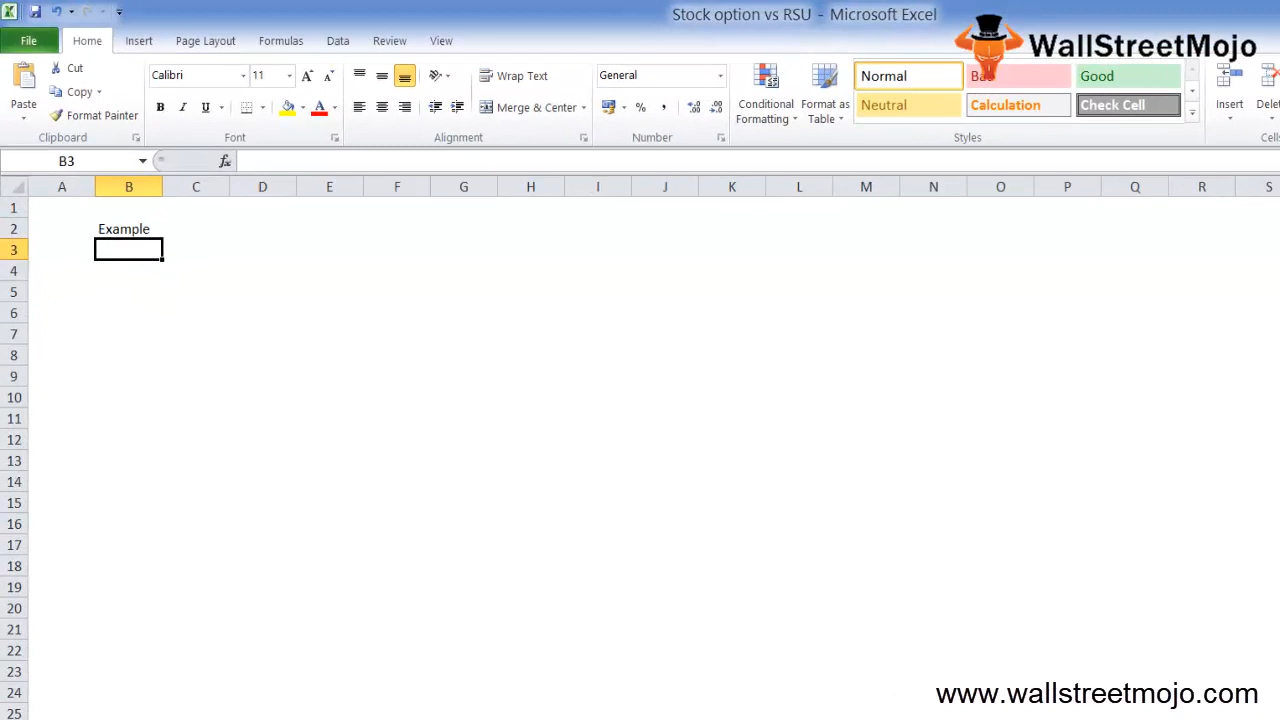 Stock option vs RSU - Microsoft Excel
WallStreetMojo
File Home Insert Page Layout Formulas Data Review View
Paste
Cut
Copy
Format Painter
Clipboard
Calibri 11
A A
B I U A
Font
Wrap Text
Merge & Center
Alignment
General
% ,
Number
Conditional Formatting
Format as Table
Normal Bad Good
Neutral Calculation Check Cell
Styles
Insert
Cells
B3 fx
A B C D E F G H I J K L M N O P Q R S
1
2 Example
3
4
5
6
7
8
9
10
11
12
13
14
15
16
17
18
19
20
21
22
23
24
25
www.wallstreetmojo.com